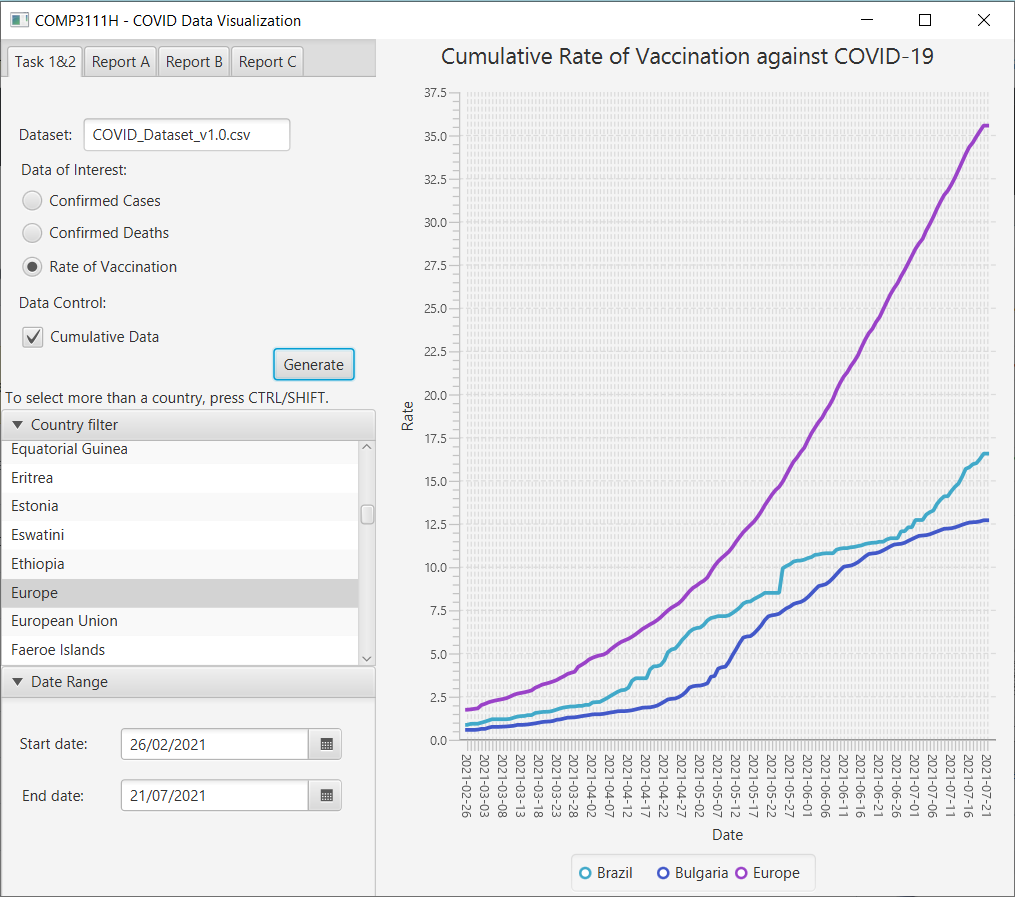 COMP3111H - COVID Data Visualization
Task 1&2 Report A Report B Report C
Dataset: COVID_Dataset_v1.0.csv
Data of Interest:
Confirmed Cases
Confirmed Deaths
Rate of Vaccination
Data Control:
Cumulative Data
Generate
To select more than a country, press CTRL/SHIFT.
Country filter
Equatorial Guinea
Eritrea
Estonia
Eswatini
Ethiopia
Europe
European Union
Faeroe Islands
Date Range
Start date: 26/02/2021
End date: 21/07/2021
Cumulative Rate of Vaccination against COVID-19
37.5
35.0
32.5
30.0
27.5
25.0
22.5
20.0
17.5
15.0
12.5
10.0
7.5
5.0
2.5
0.0
Rate
2021-02-26
2021-03-03
2021-03-08
2021-03-13
2021-03-18
2021-03-23
2021-03-28
2021-04-02
2021-04-07
2021-04-12
2021-04-17
2021-04-22
2021-04-27
2021-05-02
2021-05-07
2021-05-12
2021-05-17
2021-05-22
2021-05-27
2021-06-01
2021-06-06
2021-06-11
2021-06-16
2021-06-21
2021-06-26
2021-07-01
2021-07-06
2021-07-11
2021-07-16
2021-07-21
Date
Brazil Bulgaria Europe